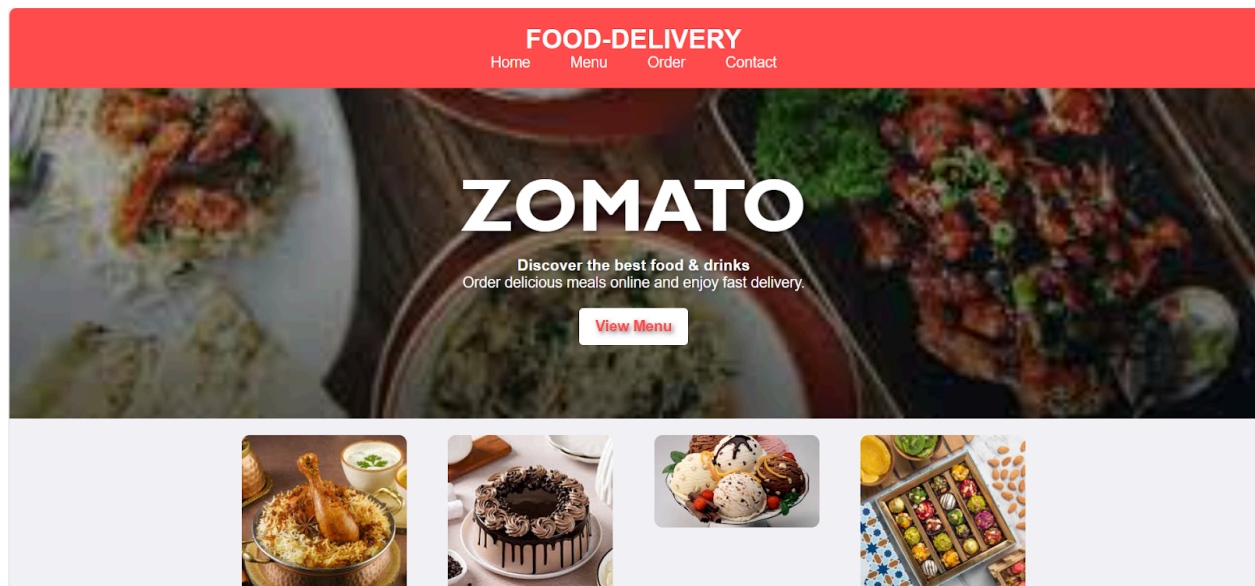 FOOD-DELIVERY
Home Menu Order Contact
ZOMATO
Discover the best food & drinks
Order delicious meals online and enjoy fast delivery.
View Menu